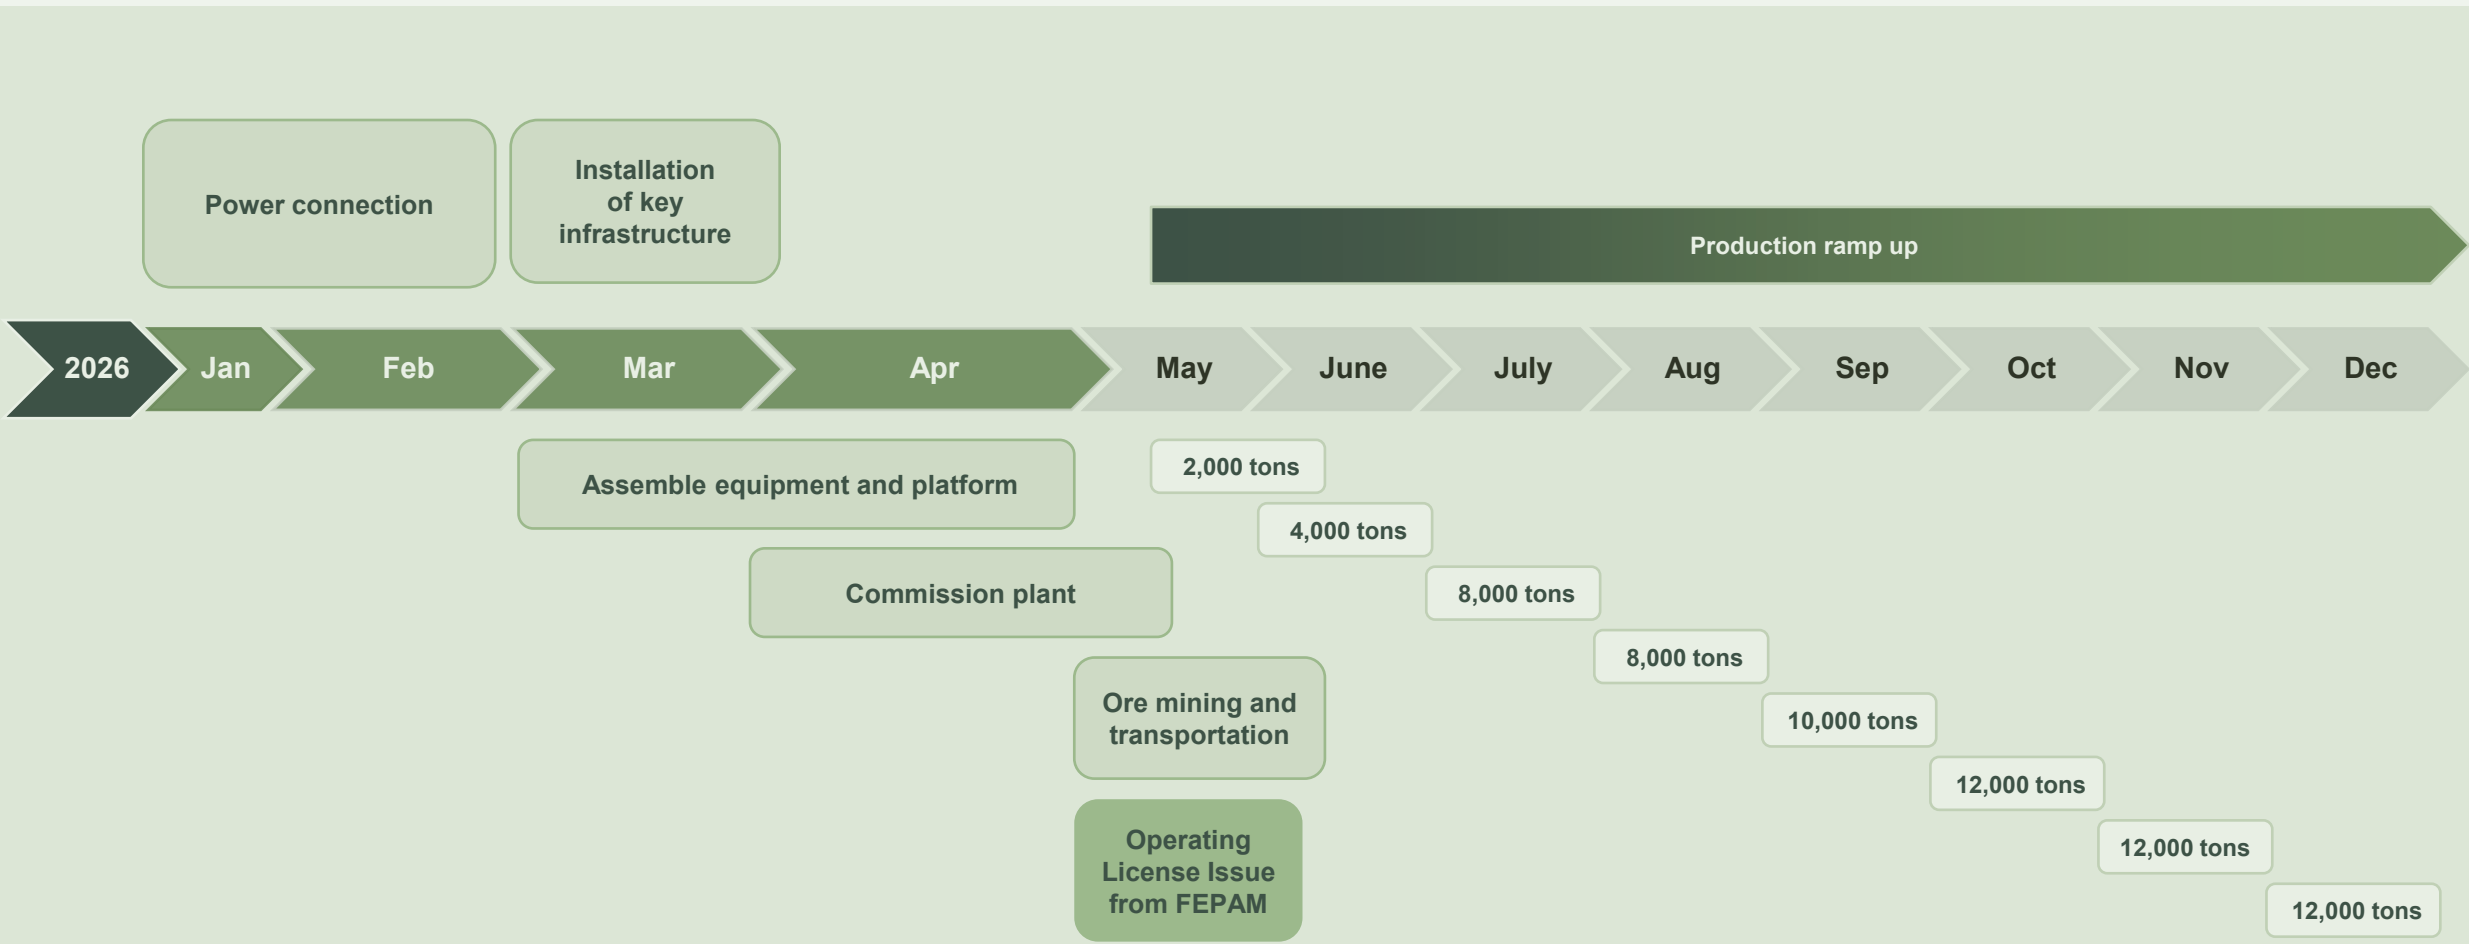 Power connection
Installation
of key
infrastructure
Production ramp up
2026
Jan
Feb
Mar
Apr
May
June
July
Aug
Sep
Oct
Nov
Dec
Assemble equipment and platform
Commission plant
Ore mining and
transportation
Operating
License Issue
from FEPAM
2,000 tons
4,000 tons
8,000 tons
8,000 tons
10,000 tons
12,000 tons
12,000 tons
12,000 tons